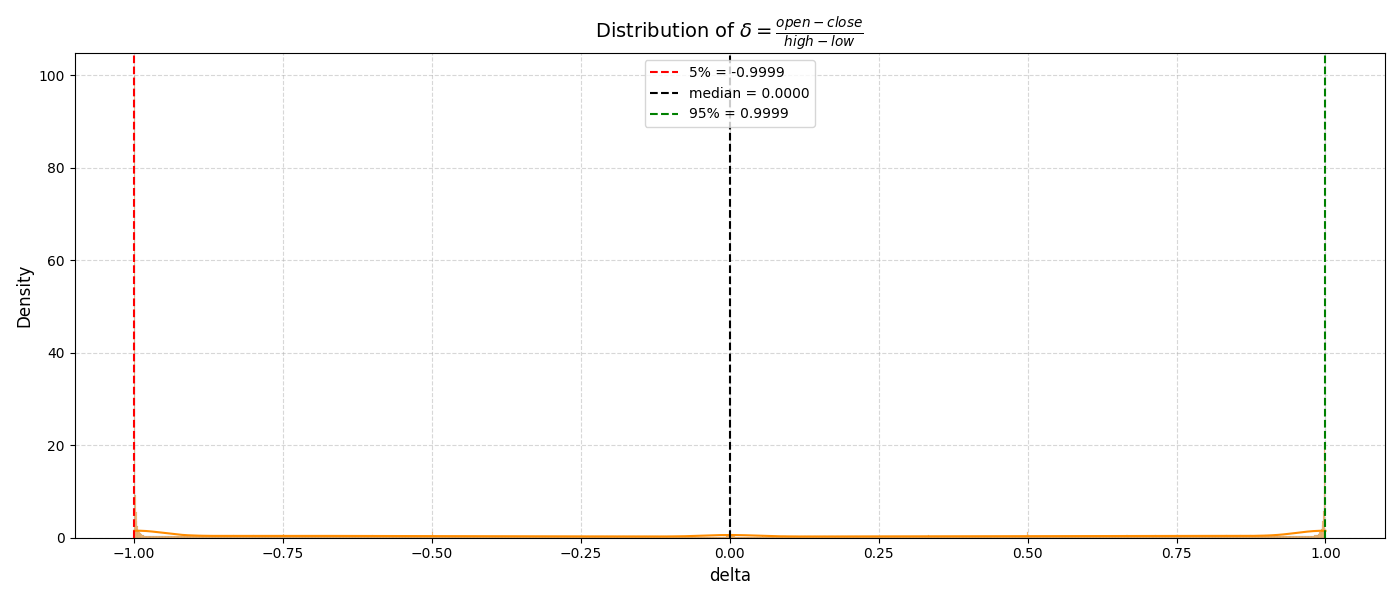 Distribution of δ = open − close / high − low
5% = -0.9999
median = 0.0000
95% = 0.9999
Density
100
80
60
40
20
0
−1.00 −0.75 −0.50 −0.25 0.00 0.25 0.50 0.75 1.00
delta